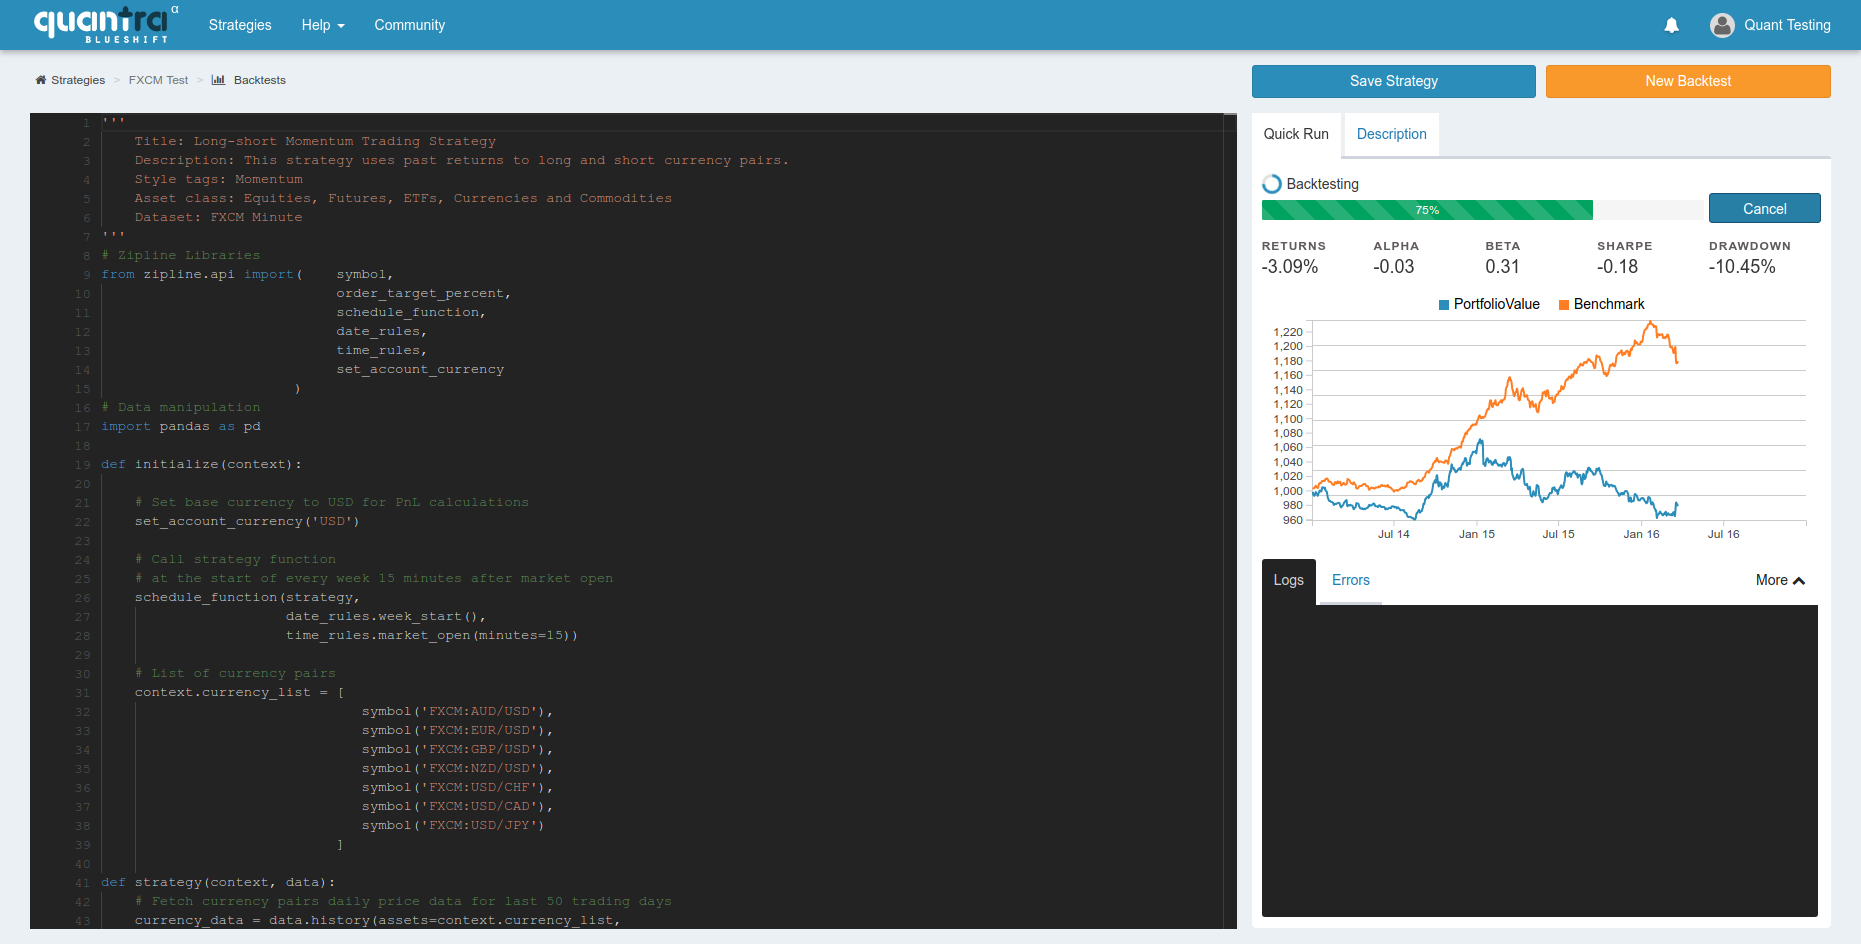 quantra α
BLUESHIFT
Strategies Help Community
Quant Testing
Strategies > FXCM Test > Backtests
Save Strategy
New Backtest
1 '''
2 Title: Long-short Momentum Trading Strategy
3 Description: This strategy uses past returns to long and short currency pairs.
4 Style tags: Momentum
5 Asset class: Equities, Futures, ETFs, Currencies and Commodities
6 Dataset: FXCM Minute
7 '''
8 # Zipline Libraries
9 from zipline.api import( symbol,
10 order_target_percent,
11 schedule_function,
12 date_rules,
13 time_rules,
14 set_account_currency
15 )
16 # Data manipulation
17 import pandas as pd
18
19 def initialize(context):
20
21 # Set base currency to USD for PnL calculations
22 set_account_currency('USD')
23
24 # Call strategy function
25 # at the start of every week 15 minutes after market open
26 schedule_function(strategy,
27 date_rules.week_start(),
28 time_rules.market_open(minutes=15))
29
30 # List of currency pairs
31 context.currency_list = [
32 symbol('FXCM:AUD/USD'),
33 symbol('FXCM:EUR/USD'),
34 symbol('FXCM:GBP/USD'),
35 symbol('FXCM:NZD/USD'),
36 symbol('FXCM:USD/CHF'),
37 symbol('FXCM:USD/CAD'),
38 symbol('FXCM:USD/JPY')
39 ]
40
41 def strategy(context, data):
42 # Fetch currency pairs daily price data for last 50 trading days
43 currency_data = data.history(assets=context.currency_list,
Quick Run Description
Backtesting
75%
Cancel
RETURNS ALPHA BETA SHARPE DRAWDOWN
-3.09% -0.03 0.31 -0.18 -10.45%
PortfolioValue Benchmark
1,220
1,200
1,180
1,160
1,140
1,120
1,100
1,080
1,060
1,040
1,020
1,000
980
960
Jul 14 Jan 15 Jul 15 Jan 16 Jul 16
Logs Errors More